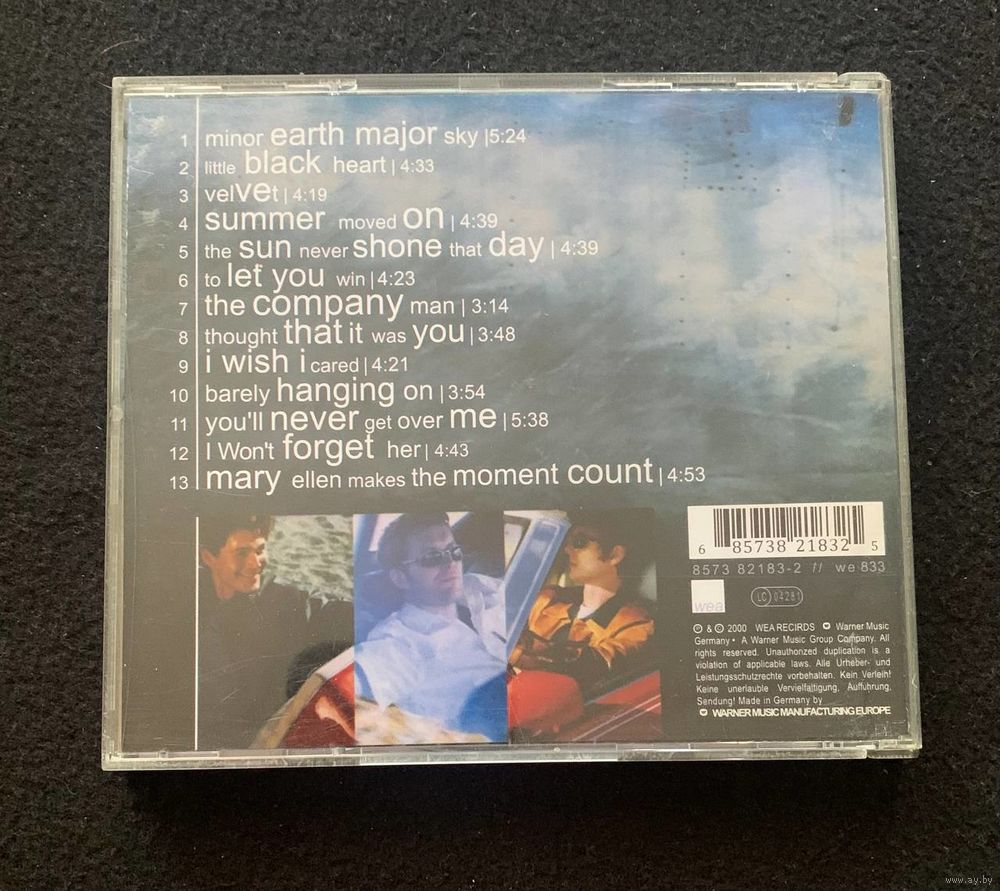 1 minor earth major sky |5:24
2 little black heart | 4:33
3 velvet | 4:19
4 summer moved on | 4:39
5 the sun never shone that day | 4:39
6 to let you win | 4:23
7 the company man | 3:14
8 thought that it was you | 3:48
9 i wish i cared | 4:21
10 barely hanging on | 3:54
11 you'll never get over me | 5:38
12 I Won't forget her | 4:43
13 mary ellen makes the moment count | 4:53
6 85738 21832 5
8573 82183-2 // we 833
wea
LC 04281
℗ & © 2000 WEA RECIRDS Warner Music
Germany • A Warner Music Group Company. All
rights reserved. Unauthonzed duplication is a
violation of applicable laws. Alle Urheber- und
Leistungsschutzrechte vorbehalten. Kein Verleih!
Keine unerlaubte Vervielfaltigung, Aufführung,
Sendung! Made in Germany by
WARNER MUSIC MANUFACTURING EUROPE
www.ay.by